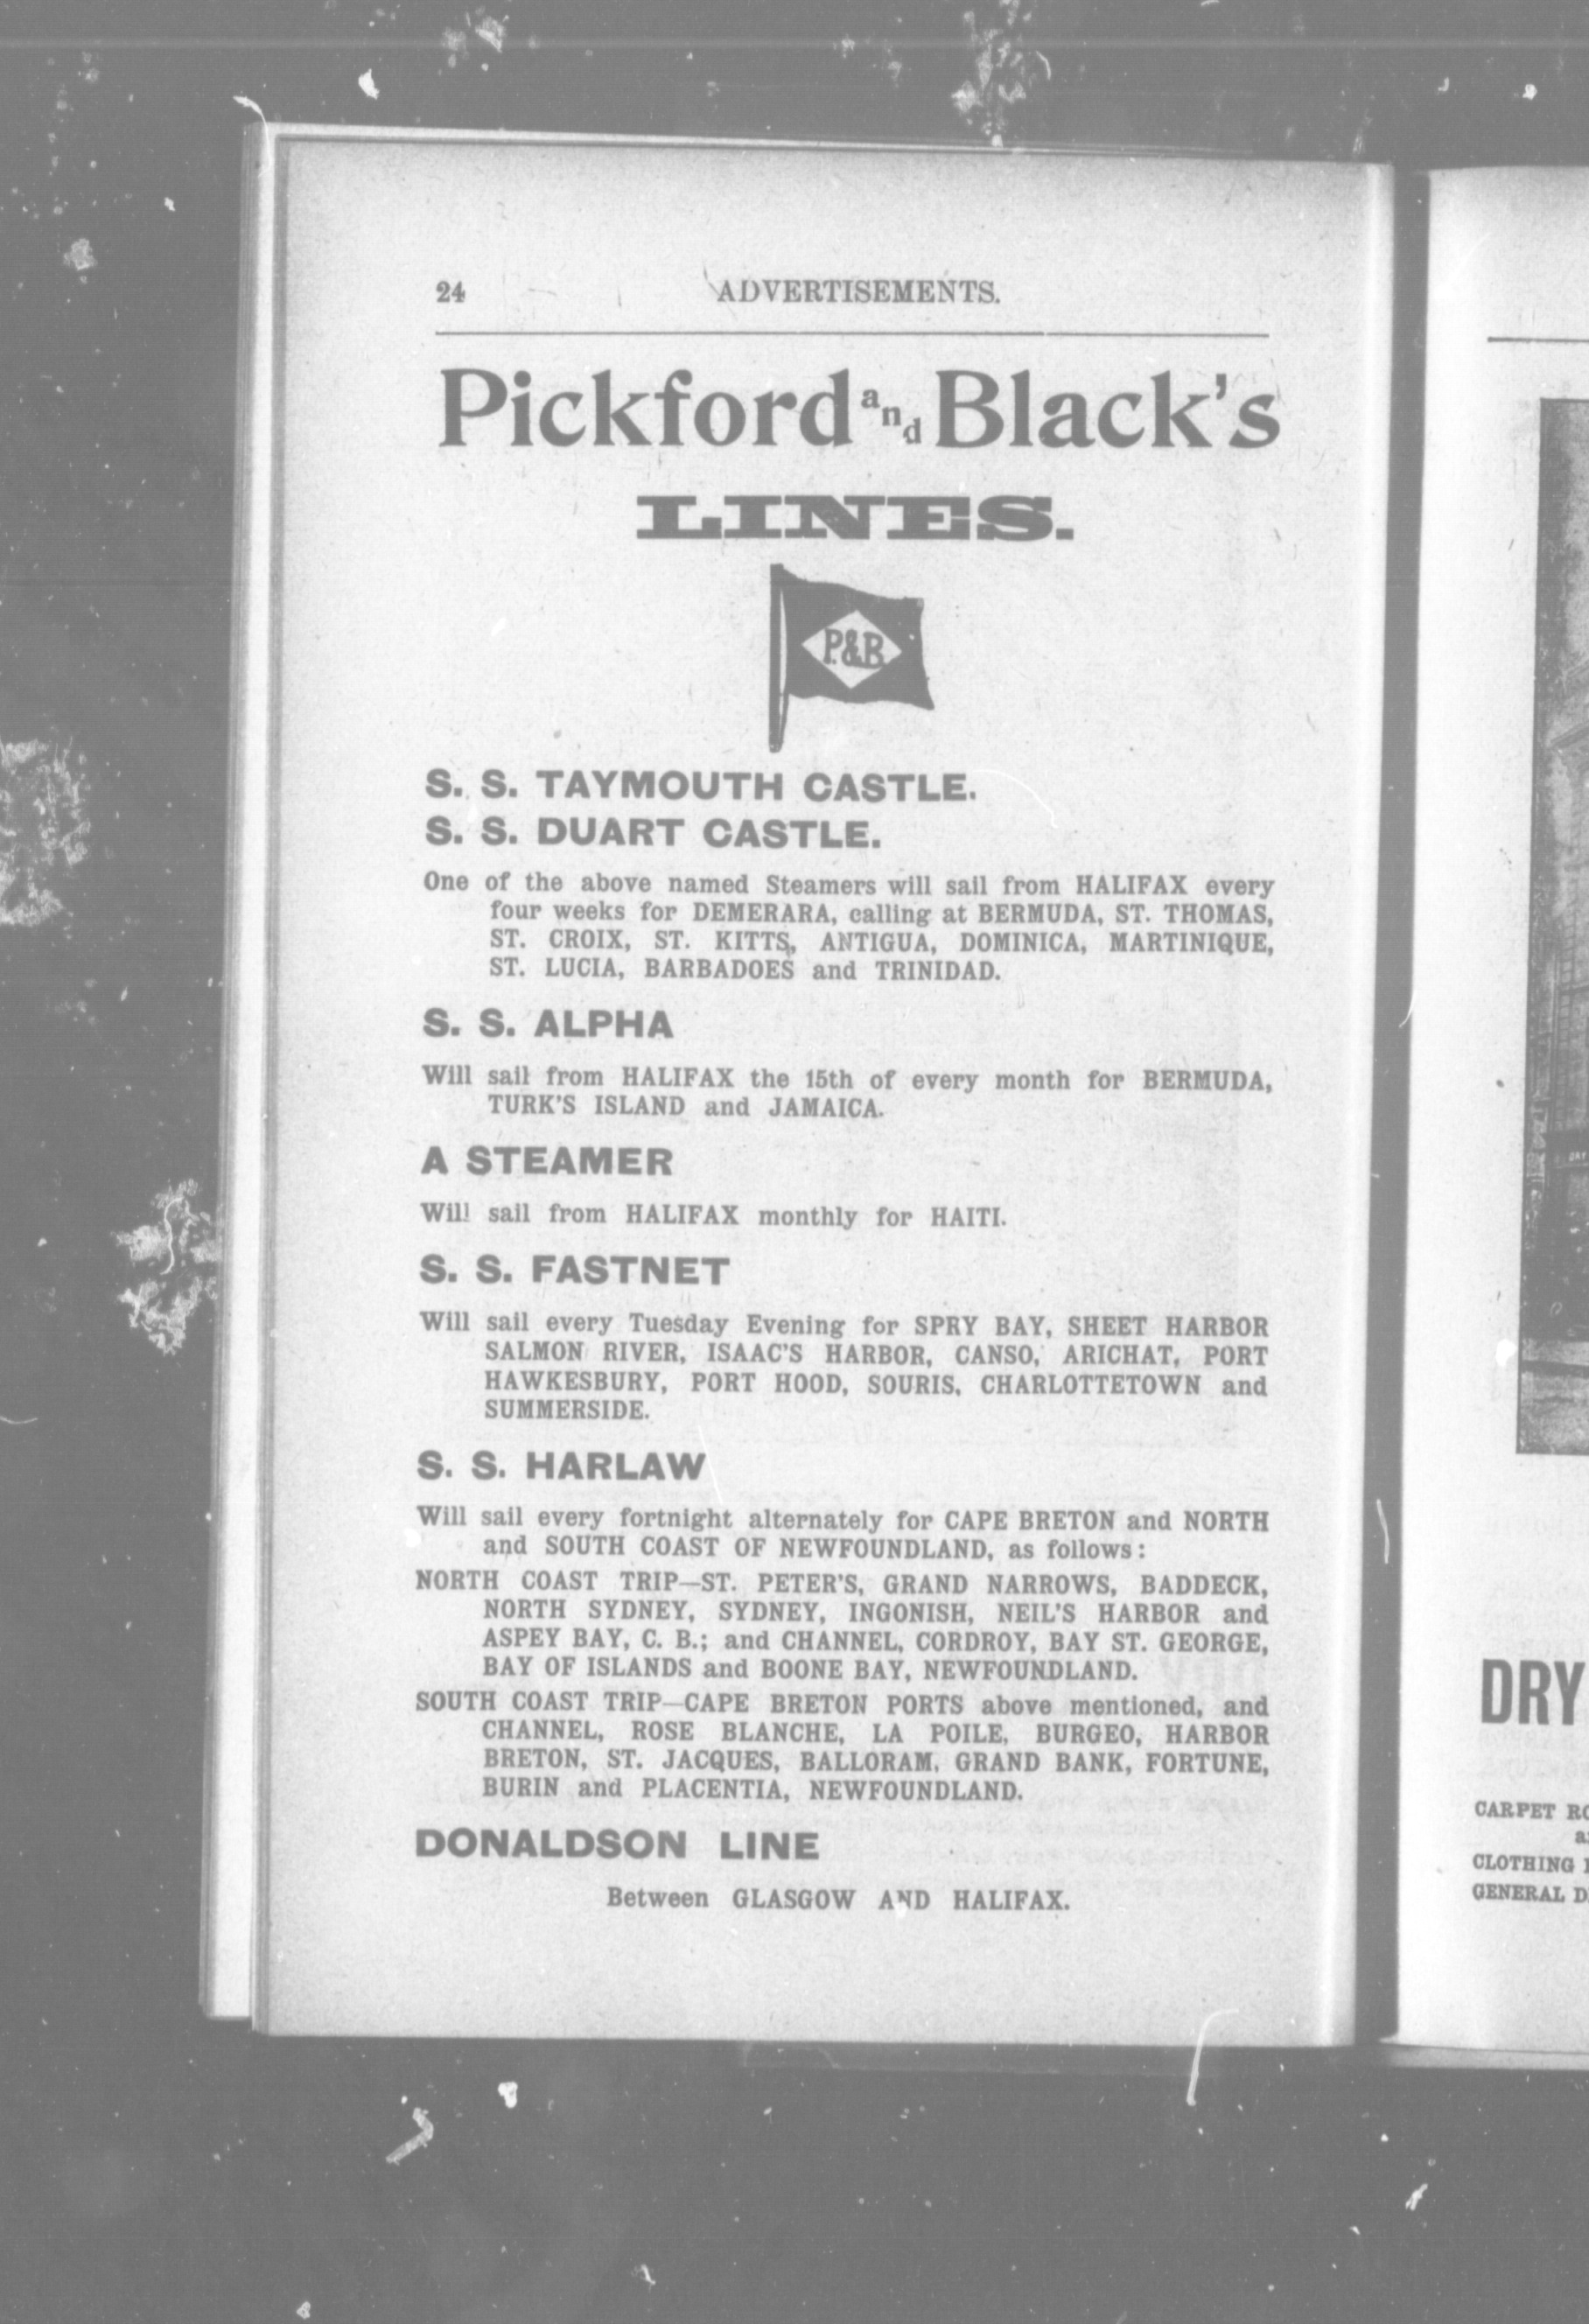 24 ADVERTISEMENTS.
Pickford and Black's
LINES.
P&B
S. S. TAYMOUTH CASTLE.
S. S. DUART CASTLE.
One of the above named Steamers will sail from HALIFAX every
four weeks for DEMERARA, calling at BERMUDA, ST. THOMAS,
ST. CROIX, ST. KITTS, ANTIGUA, DOMINICA, MARTINIQUE,
ST. LUCIA, BARBADOES and TRINIDAD.
S. S. ALPHA
Will sail from HALIFAX the 15th of every month for BERMUDA,
TURK'S ISLAND and JAMAICA.
A STEAMER
Will sail from HALIFAX monthly for HAITI.
S. S. FASTNET
Will sail every Tuesday Evening for SPRY BAY, SHEET HARBOR
SALMON RIVER, ISAAC'S HARBOR, CANSO, ARICHAT, PORT
HAWKESBURY, PORT HOOD, SOURIS, CHARLOTTETOWN and
SUMMERSIDE.
S. S. HARLAW
Will sail every fortnight alternately for CAPE BRETON and NORTH
and SOUTH COAST OF NEWFOUNDLAND, as follows:
NORTH COAST TRIP—ST. PETER'S, GRAND NARROWS, BADDECK,
NORTH SYDNEY, SYDNEY, INGONISH, NEIL'S HARBOR and
ASPEY BAY, C. B.; and CHANNEL, CORDROY, BAY ST. GEORGE,
BAY OF ISLANDS and BOONE BAY, NEWFOUNDLAND.
SOUTH COAST TRIP—CAPE BRETON PORTS above mentioned, and
CHANNEL, ROSE BLANCHE, LA POILE, BURGEO, HARBOR
BRETON, ST. JACQUES, BALLORAM, GRAND BANK, FORTUNE,
BURIN and PLACENTIA, NEWFOUNDLAND.
DONALDSON LINE
Between GLASGOW AND HALIFAX.
DRY
CARPET
CLOTHING
GENERAL